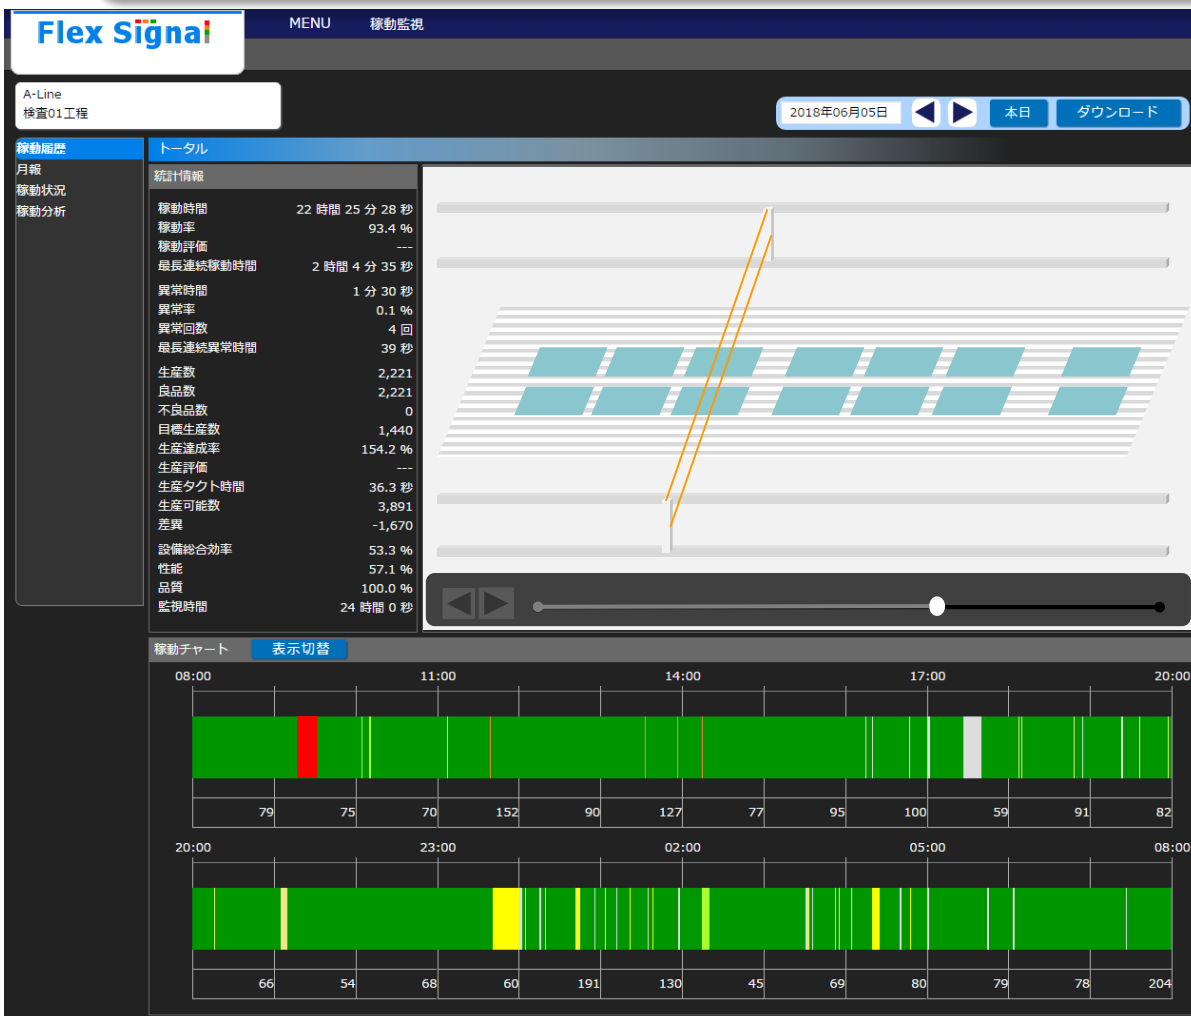 Flex Signal
MENU 稼動監視
A-Line
検査01工程
2018年06月05日 本日 ダウンロード
稼動履歴
月報
稼動状況
稼動分析
トータル
統計情報
稼動時間 22 時間 25 分 28 秒
稼動率 93.4 %
稼動評価 ---
最長連続稼動時間 2 時間 4 分 35 秒
異常時間 1 分 30 秒
異常率 0.1 %
異常回数 4 回
最長連続異常時間 39 秒
生産数 2,221
良品数 2,221
不良品数 0
目標生産数 1,440
生産達成率 154.2 %
生産評価 ---
生産タクト時間 36.3 秒
生産可能数 3,891
差異 -1,670
設備総合効率 53.3 %
性能 57.1 %
品質 100.0 %
監視時間 24 時間 0 秒
稼動チャート 表示切替
08:00 11:00 14:00 17:00 20:00
79 75 70 152 90 127 77 95 100 59 91 82
20:00 23:00 02:00 05:00 08:00
66 54 68 60 191 130 45 69 80 79 78 204